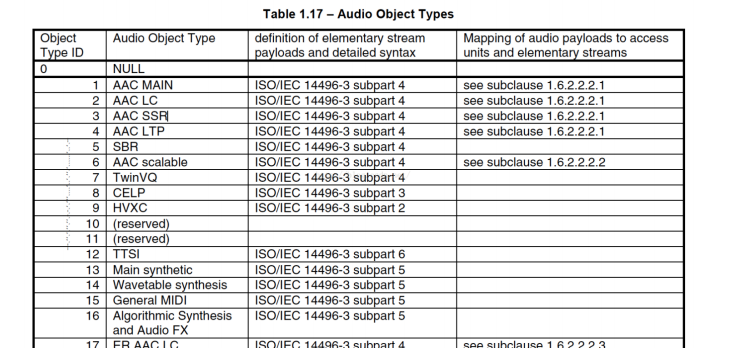 Table 1.17 – Audio Object Types
Object Type ID Audio Object Type definition of elementary stream payloads and detailed syntax Mapping of audio payloads to access units and elementary streams
0 NULL
1 AAC MAIN ISO/IEC 14496-3 subpart 4 see subclause 1.6.2.2.2.1
2 AAC LC ISO/IEC 14496-3 subpart 4 see subclause 1.6.2.2.2.1
3 AAC SSR ISO/IEC 14496-3 subpart 4 see subclause 1.6.2.2.2.1
4 AAC LTP ISO/IEC 14496-3 subpart 4 see subclause 1.6.2.2.2.1
5 SBR ISO/IEC 14496-3 subpart 4
6 AAC scalable ISO/IEC 14496-3 subpart 4 see subclause 1.6.2.2.2.2
7 TwinVQ ISO/IEC 14496-3 subpart 4
8 CELP ISO/IEC 14496-3 subpart 3
9 HVXC ISO/IEC 14496-3 subpart 2
10 (reserved)
11 (reserved)
12 TTSI ISO/IEC 14496-3 subpart 6
13 Main synthetic ISO/IEC 14496-3 subpart 5
14 Wavetable synthesis ISO/IEC 14496-3 subpart 5
15 General MIDI ISO/IEC 14496-3 subpart 5
16 Algorithmic Synthesis and Audio FX ISO/IEC 14496-3 subpart 5
17 ER AAC LC ISO/IEC 14496-3 subpart 4 see subclause 1.6.2.2.2.3